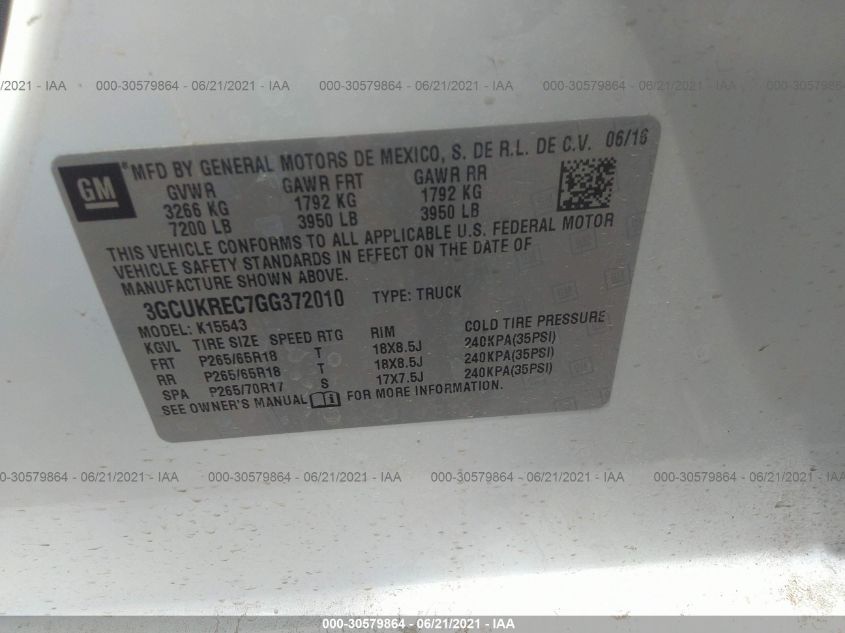 /2021 - IAA 000-30579864 - 06/21/2021 - IAA 000-30579864 - 06/21/2021 - IAA 000-30579864 - 06/21/2021
GM
MFD BY GENERAL MOTORS DE MEXICO, S. DE R.L. DE C.V. 06/16
GVWR GAWR FRT GAWR RR
3266 KG 1792 KG 1792 KG
7200 LB 3950 LB 3950 LB
THIS VEHICLE CONFORMS TO ALL APPLICABLE U.S. FEDERAL MOTOR
VEHICLE SAFETY STANDARDS IN EFFECT ON THE DATE OF
MANUFACTURE SHOWN ABOVE.
3GCUKREC7GG372010 TYPE: TRUCK
MODEL: K15543
KGVL TIRE SIZE SPEED RTG RIM COLD TIRE PRESSURE
FRT P265/65R18 T 18X8.5J 240KPA(35PSI)
RR P265/65R18 T 18X8.5J 240KPA(35PSI)
SPA P265/70R17 S 17X7.5J 240KPA(35PSI)
SEE OWNER'S MANUAL FOR MORE INFORMATION.
000-30579864 - 06/21/2021 - IAA 000-30579864 - 06/21/2021 - IAA 000-30579864 - 06/21/2021 - IAA 000-30579864 - 06/21/2021
000-30579864 - 06/21/2021 - IAA